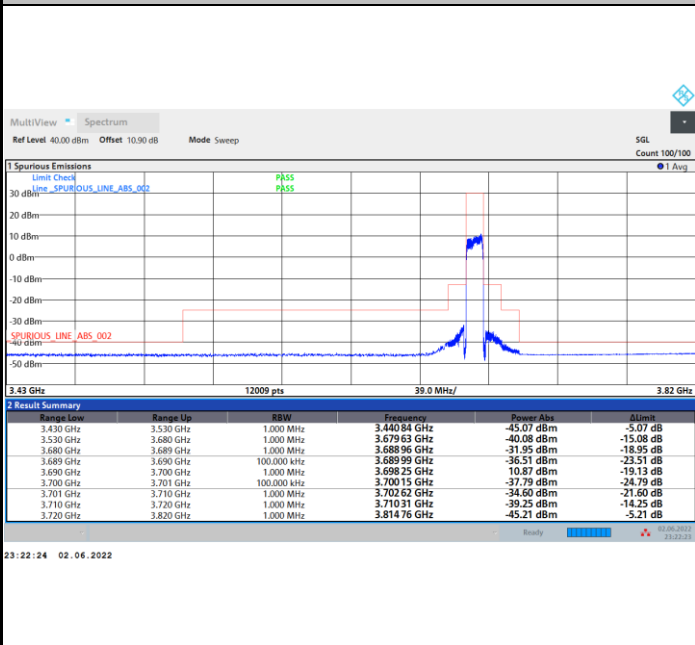 MultiView Spectrum
Ref Level 40.00 dBm Offset 10.90 dB Mode Sweep SGL
Count 100/100
1 Spurious Emissions 1 Avg
Limit Check PASS
Line _SPURIOUS_LINE_ABS_002 PASS
30 dBm
20 dBm
10 dBm
0 dBm
-10 dBm
-20 dBm
-30 dBm
_SPURIOUS_LINE_ABS_002
-40 dBm
-50 dBm
3.43 GHz 12009 pts 39.0 MHz/ 3.82 GHz
2 Result Summary
Range Low Range Up RBW Frequency Power Abs ΔLimit
3.430 GHz 3.530 GHz 1.000 MHz 3.440 84 GHz -45.07 dBm -5.07 dB
3.530 GHz 3.680 GHz 1.000 MHz 3.679 63 GHz -40.08 dBm -15.08 dB
3.680 GHz 3.689 GHz 1.000 MHz 3.688 96 GHz -31.95 dBm -18.95 dB
3.689 GHz 3.690 GHz 100.000 kHz 3.689 99 GHz -36.51 dBm -23.51 dB
3.690 GHz 3.700 GHz 1.000 MHz 3.698 25 GHz 10.87 dBm -19.13 dB
3.700 GHz 3.701 GHz 100.000 kHz 3.700 15 GHz -37.79 dBm -24.79 dB
3.701 GHz 3.710 GHz 1.000 MHz 3.702 62 GHz -34.60 dBm -21.60 dB
3.710 GHz 3.720 GHz 1.000 MHz 3.710 31 GHz -39.25 dBm -14.25 dB
3.720 GHz 3.820 GHz 1.000 MHz 3.814 76 GHz -45.21 dBm -5.21 dB
Ready 02.06.2022
23:22:23
23:22:24 02.06.2022